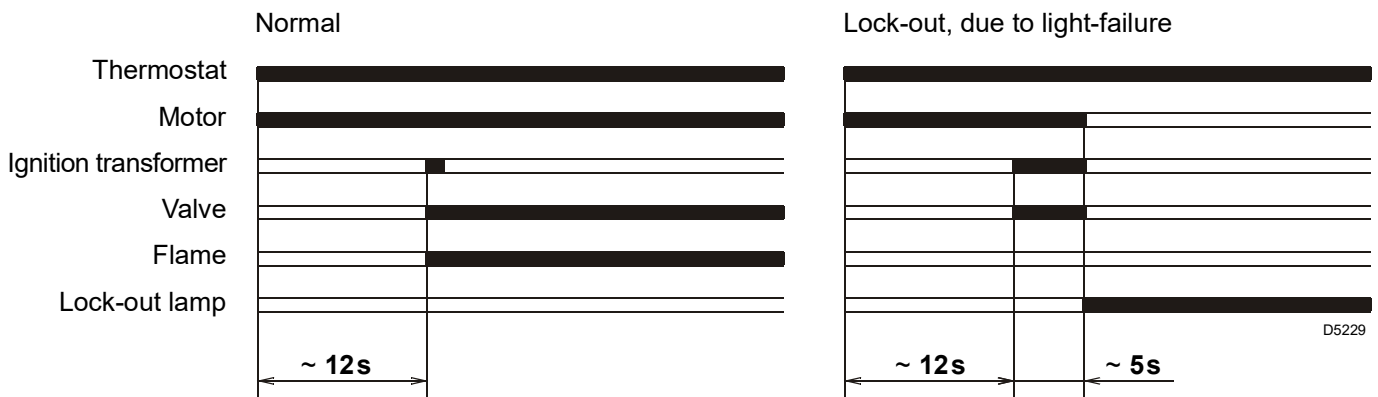 Normal
Lock-out, due to light-failure
Thermostat
Motor
Ignition transformer
Valve
Flame
Lock-out lamp
D5229
~ 12s
~ 12s
~ 5s